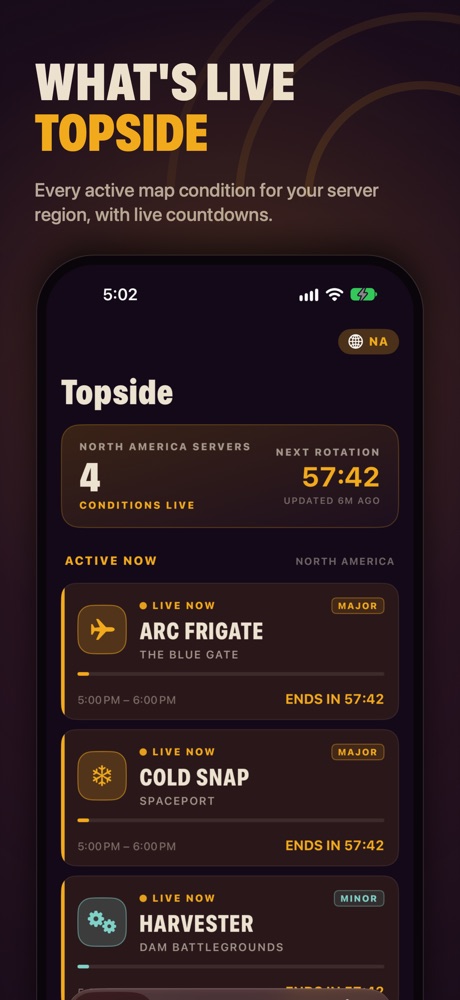 WHAT'S LIVE
TOPSIDE
Every active map condition for your server
region, with live countdowns.
5:02
NA
Topside
NORTH AMERICA SERVERS
4
CONDITIONS LIVE
NEXT ROTATION
57:42
UPDATED 6M AGO
ACTIVE NOW
NORTH AMERICA
LIVE NOW
MAJOR
ARC FRIGATE
THE BLUE GATE
5:00 PM – 6:00 PM
ENDS IN 57:42
LIVE NOW
MAJOR
COLD SNAP
SPACEPORT
5:00 PM – 6:00 PM
ENDS IN 57:42
LIVE NOW
MINOR
HARVESTER
DAM BATTLEGROUNDS